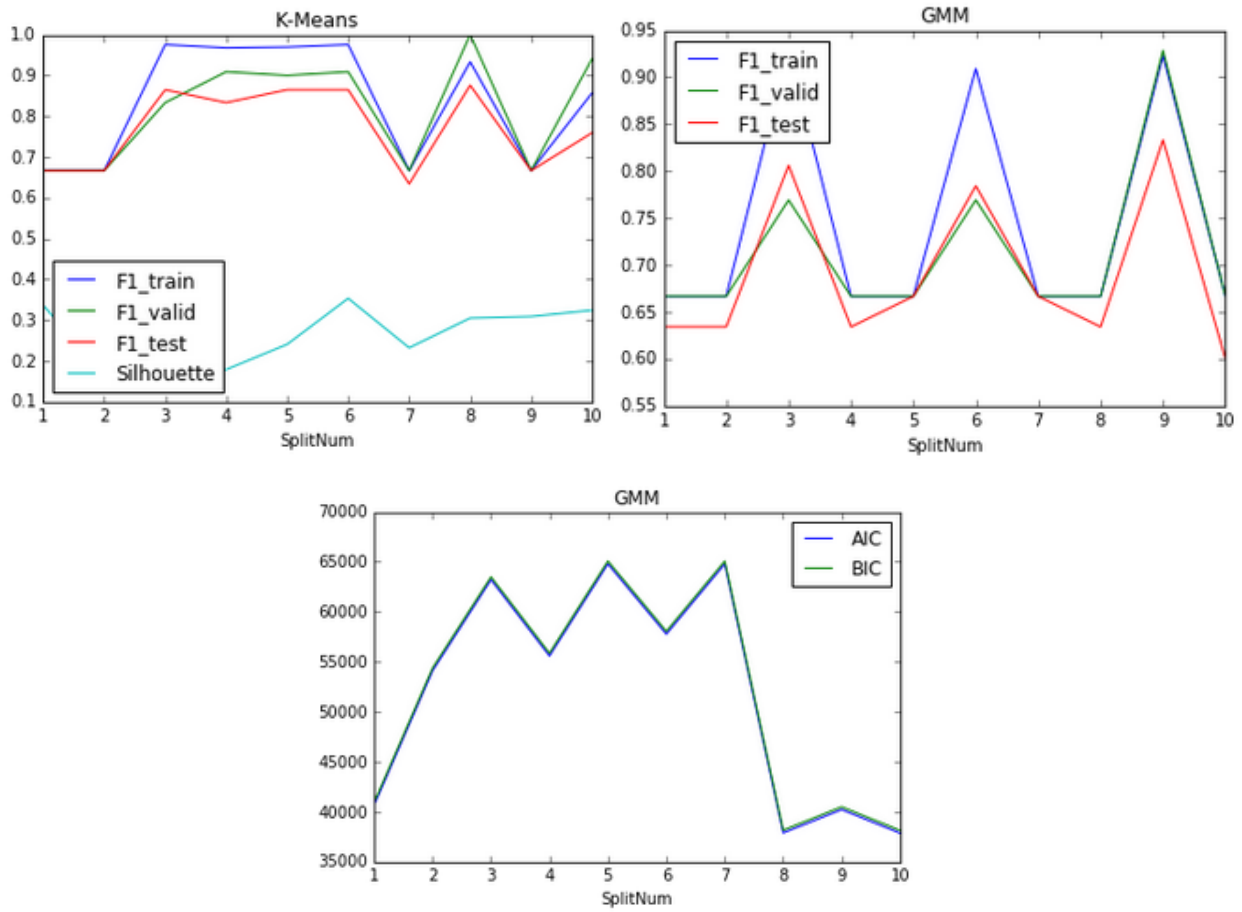 K-Means
1.0
0.9
0.8
0.7
0.6
0.5
0.4
0.3
0.2
0.1
F1_train
F1_valid
F1_test
Silhouette
1 2 3 4 5 6 7 8 9 10
SplitNum
GMM
0.95
0.90
0.85
0.80
0.75
0.70
0.65
0.60
0.55
F1_train
F1_valid
F1_test
1 2 3 4 5 6 7 8 9 10
SplitNum
GMM
70000
65000
60000
55000
50000
45000
40000
35000
AIC
BIC
1 2 3 4 5 6 7 8 9 10
SplitNum